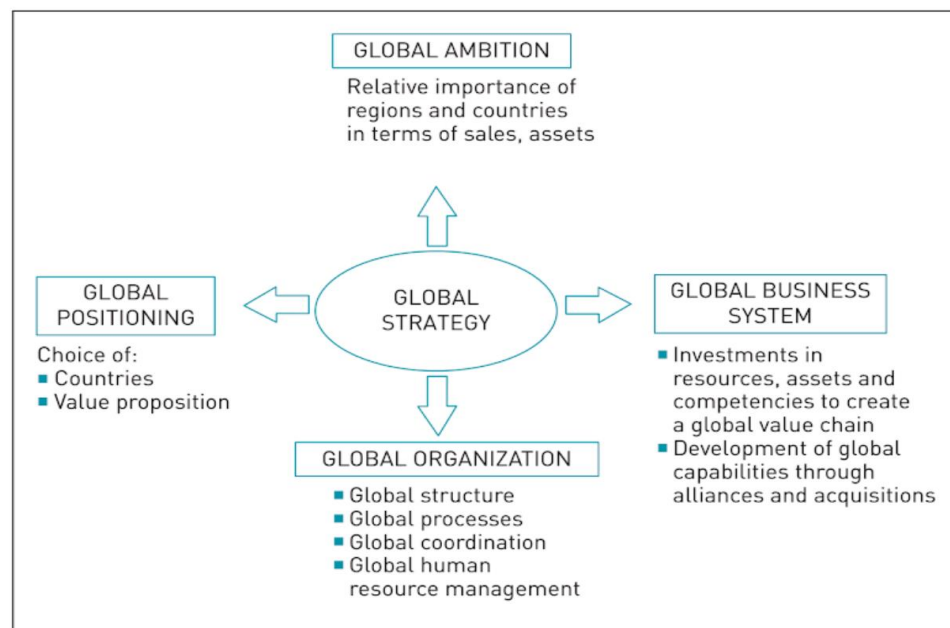 GLOBAL AMBITION
Relative importance of
regions and countries
in terms of sales, assets
GLOBAL
POSITIONING
Choice of:
■ Countries
■ Value proposition
GLOBAL
STRATEGY
GLOBAL BUSINESS
SYSTEM
■ Investments in
resources, assets and
competencies to create
a global value chain
■ Development of global
capabilities through
alliances and acquisitions
GLOBAL ORGANIZATION
■ Global structure
■ Global processes
■ Global coordination
■ Global human
resource management